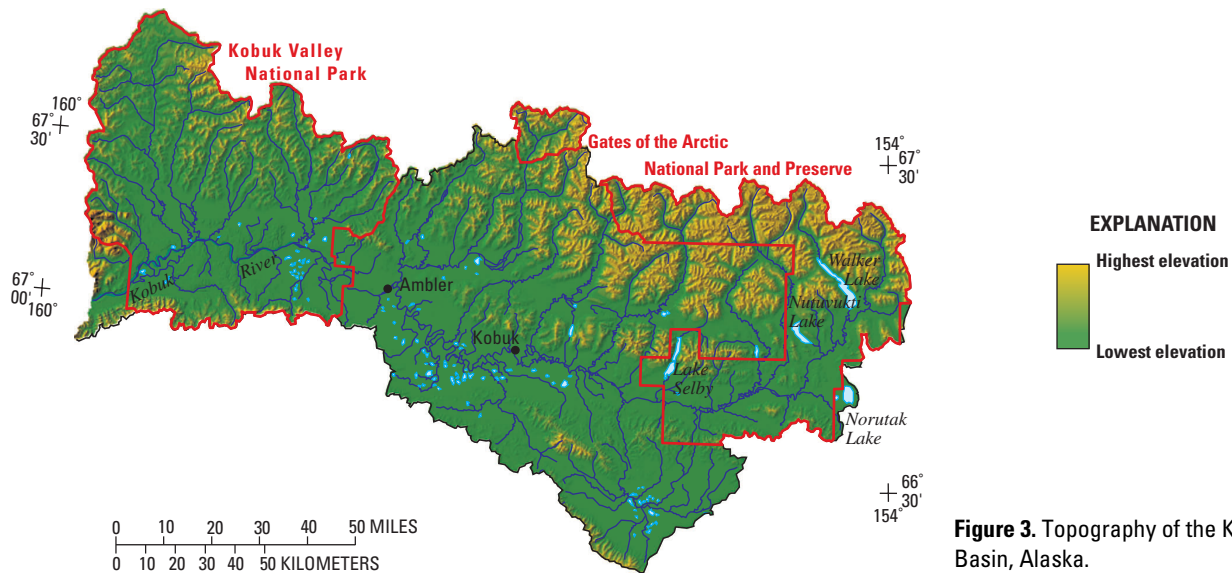 Kobuk Valley
National Park
160°
67°
30'
Gates of the Arctic
National Park and Preserve
154°
67°
30'
EXPLANATION
Highest elevation
Lowest elevation
67°
00'
160°
Kobuk
River
Ambler
Walker
Lake
Nutuvukti
Lake
Kobuk
Lake
Selby
Norutak
Lake
66°
30'
154°
0 10 20 30 40 50 MILES
0 10 20 30 40 50 KILOMETERS
Figure 3. Topography of the K
Basin, Alaska.